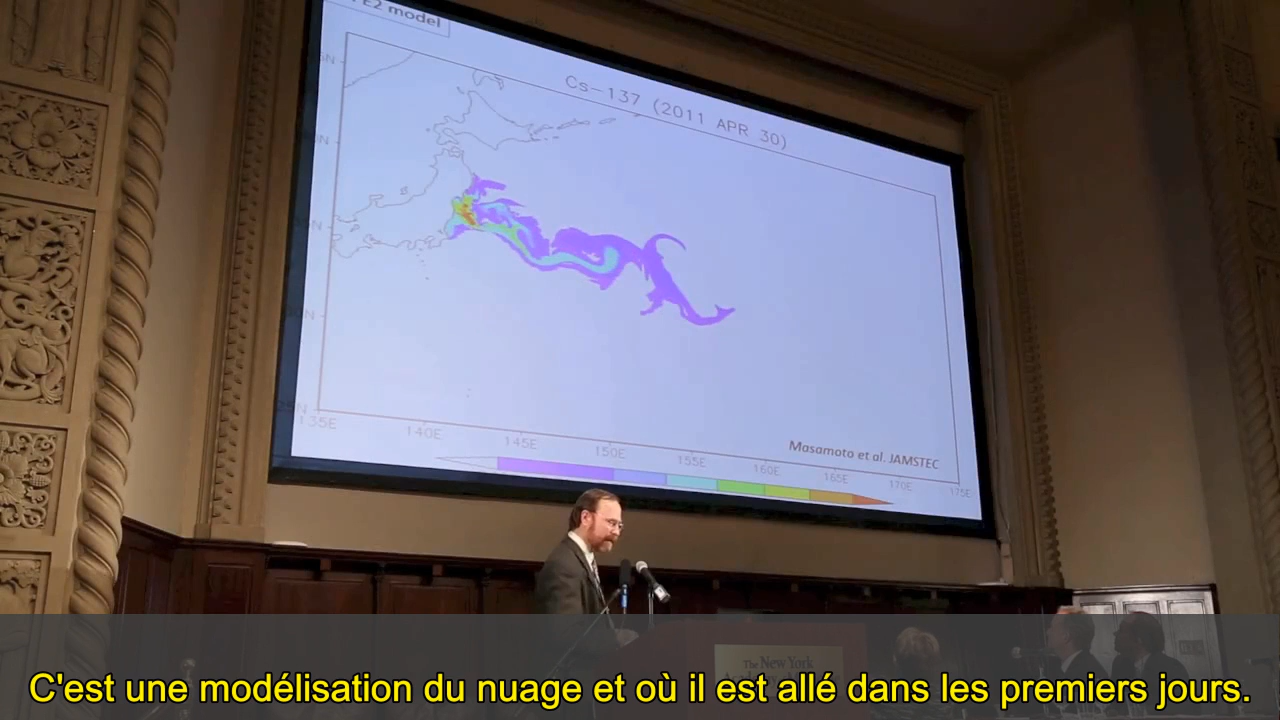 E2 model
Cs-137 (2011 APR 30)
135E 140E 145E 150E 155E 160E 165E 170E 175E
Masamoto et al. JAMSTEC
The New York
C'est une modélisation du nuage et où il est allé dans les premiers jours.